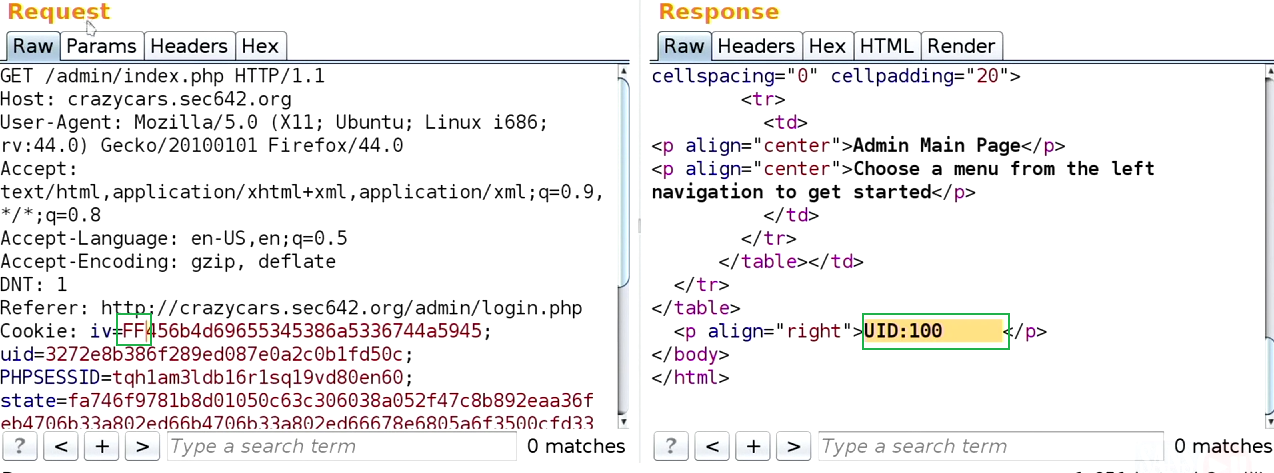 Request
Raw Params Headers Hex
GET /admin/index.php HTTP/1.1
Host: crazycars.sec642.org
User-Agent: Mozilla/5.0 (X11; Ubuntu; Linux i686;
rv:44.0) Gecko/20100101 Firefox/44.0
Accept:
text/html,application/xhtml+xml,application/xml;q=0.9,
*/*;q=0.8
Accept-Language: en-US,en;q=0.5
Accept-Encoding: gzip, deflate
DNT: 1
Referer: http://crazycars.sec642.org/admin/login.php
Cookie: iv=FF456b4d69655345386a5336744a5945;
uid=3272e8b386f289ed087e0a2c0b1fd50c;
PHPSESSID=tqh1am3ldb16r1sq19vd80en60;
state=fa746f9781b8d01050c63c306038a052f47c8b892eaa36f
eb4706b33a802ed66b4706b33a802ed66678e6805a6f3500cfd33
? < + > Type a search term 0 matches
Response
Raw Headers Hex HTML Render
cellspacing="0" cellpadding="20">
<tr>
<td>
<p align="center">Admin Main Page</p>
<p align="center">Choose a menu from the left
navigation to get started</p>
</td>
</tr>
</table></td>
</tr>
</table>
<p align="right">UID:100 </p>
</body>
</html>
? < + > Type a search term 0 matches